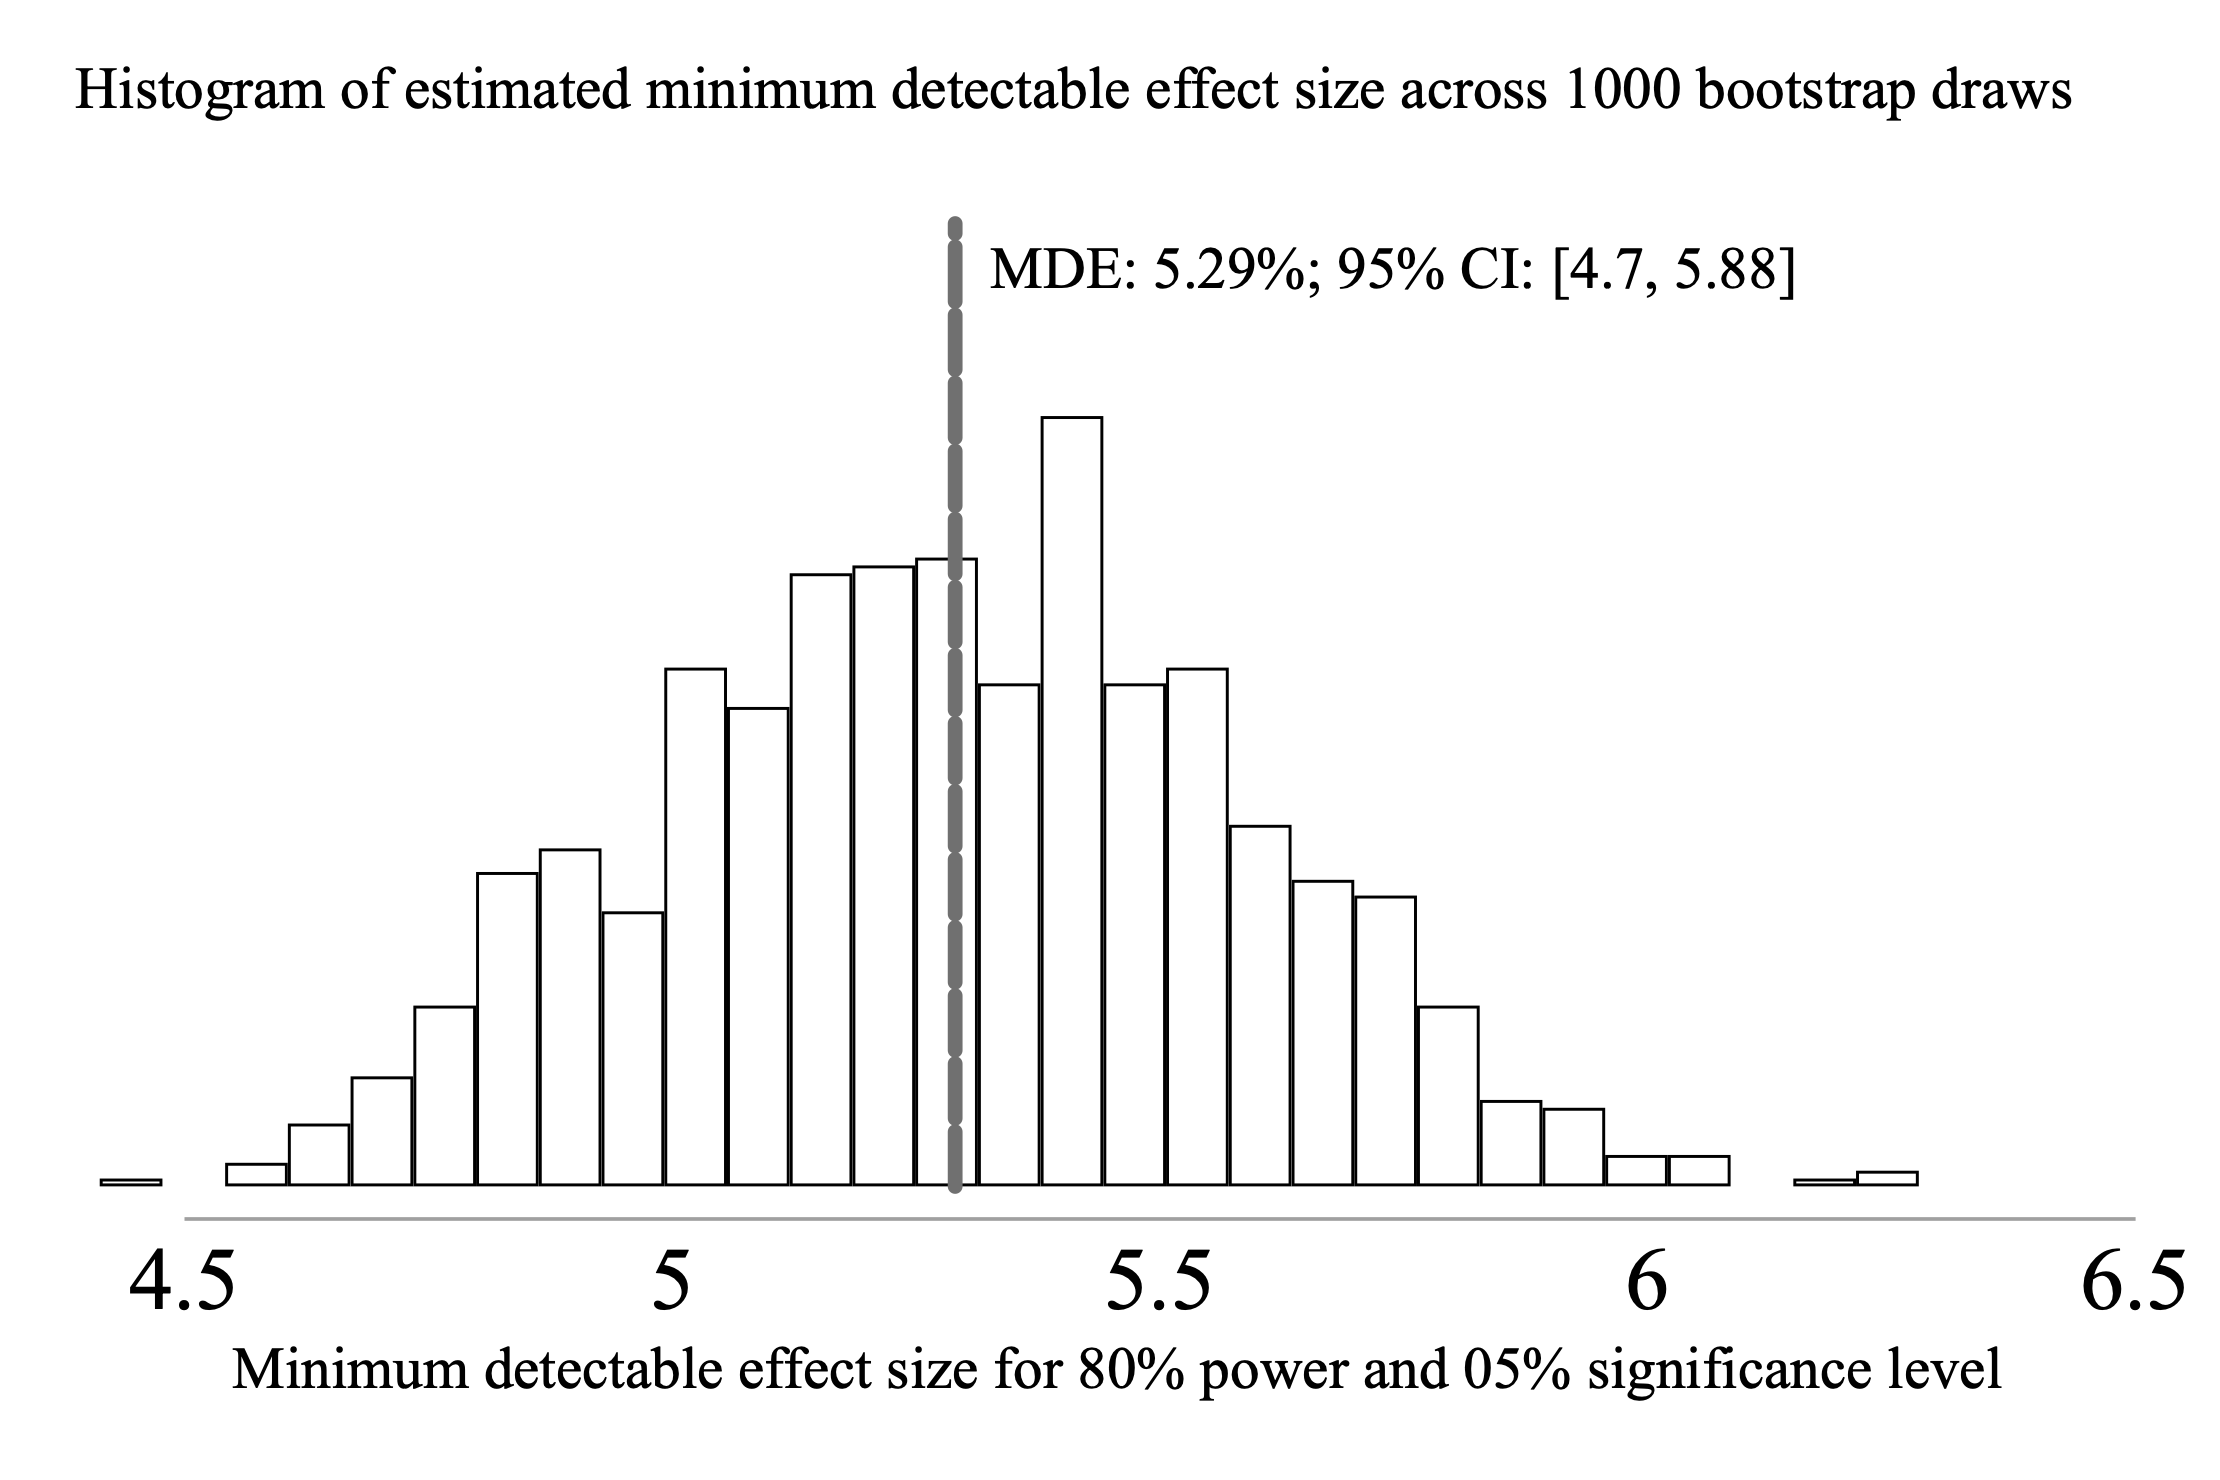 Histogram of estimated minimum detectable effect size across 1000 bootstrap draws
MDE: 5.29%; 95% CI: [4.7, 5.88]
4.5 5 5.5 6 6.5
Minimum detectable effect size for 80% power and 05% significance level